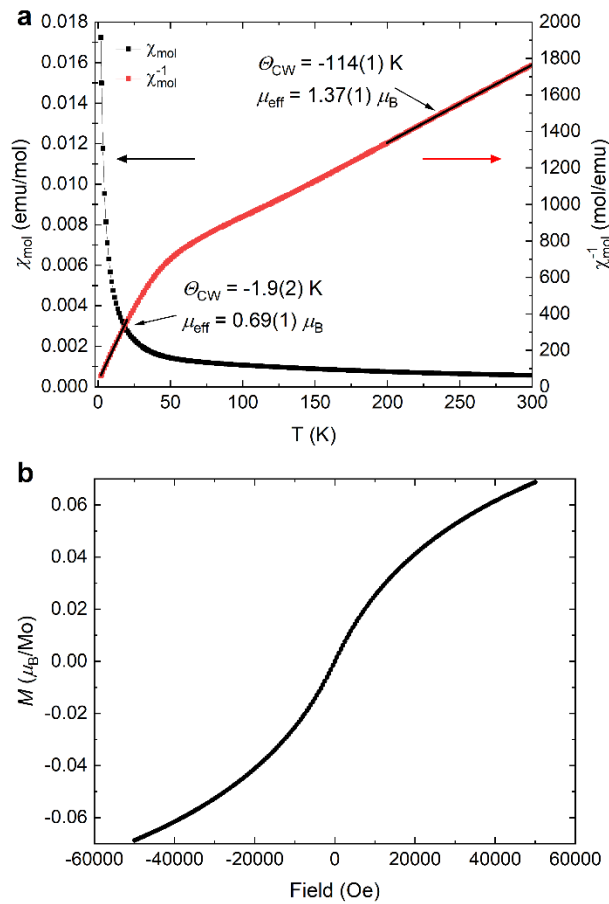 a
0.018
0.016
0.014
0.012
0.010
0.008
0.006
0.004
0.002
0.000
χmol (emu/mol)
χmol
χ⁻¹mol
ΘCW = -114(1) K
μeff = 1.37(1) μB
ΘCW = -1.9(2) K
μeff = 0.69(1) μB
2000
1800
1600
1400
1200
1000
800
600
400
200
0
χ⁻¹mol (mol/emu)
0 50 100 150 200 250 300
T (K)
b
0.06
0.04
0.02
0.00
-0.02
-0.04
-0.06
M (μB/Mo)
-60000 -40000 -20000 0 20000 40000 60000
Field (Oe)